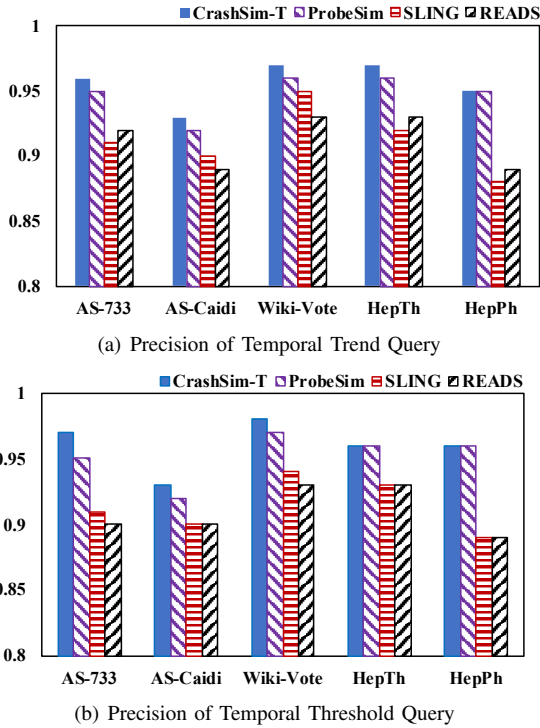 CrashSim-T ProbeSim SLING READS
1
0.95
0.9
0.85
0.8
AS-733 AS-Caidi Wiki-Vote HepTh HepPh
(a) Precision of Temporal Trend Query
CrashSim-T ProbeSim SLING READS
1
0.95
0.9
0.85
0.8
AS-733 AS-Caidi Wiki-Vote HepTh HepPh
(b) Precision of Temporal Threshold Query